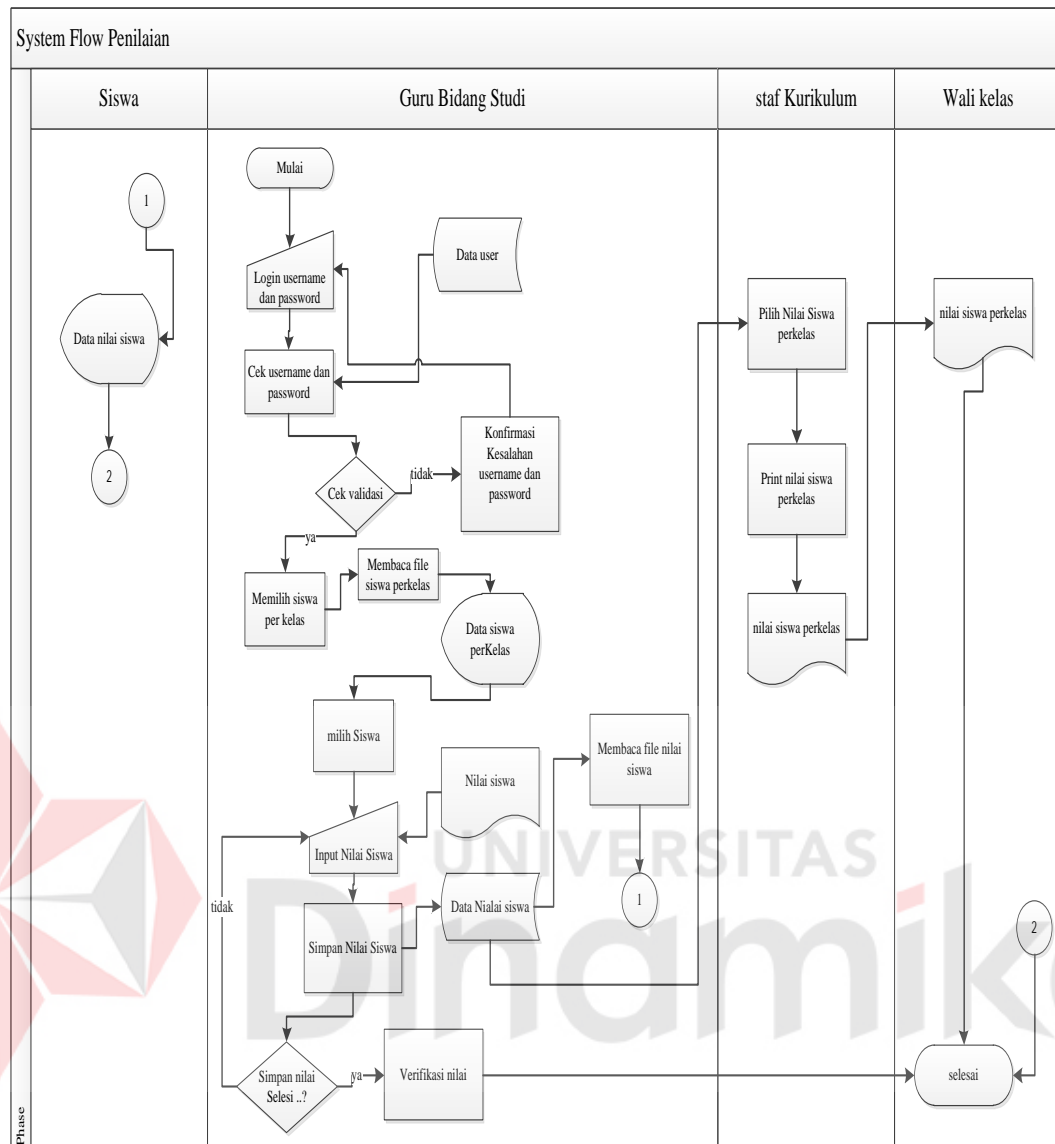 System Flow Penilaian
Siswa
Guru Bidang Studi
staf Kurikulum
Wali kelas
Phase
1
Data nilai siswa
2
Mulai
Login username
dan password
Data user
Cek username dan
password
Konfirmasi
Kesalahan
username dan
password
Cek validasi
tidak
ya
Memilih siswa
per kelas
Membaca file
siswa perkelas
Data siswa
perKelas
milih Siswa
Nilai siswa
Input Nilai Siswa
Membaca file nilai
siswa
1
tidak
Simpan Nilai Siswa
Data Nialai siswa
Simpan nilai
Selesi ..?
ya
Verifikasi nilai
Pilih Nilai Siswa
perkelas
Print nilai siswa
perkelas
nilai siswa perkelas
nilai siswa perkelas
2
selesai
UNIVERSITAS
Dinamika